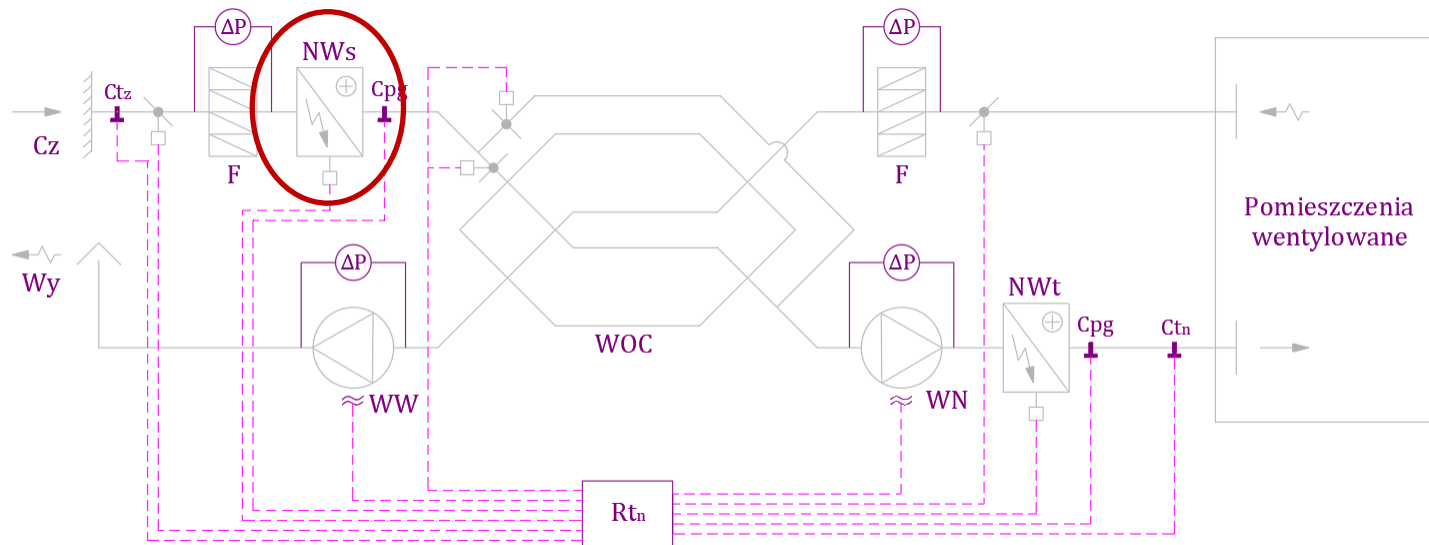 ΔP
ΔP
NWs
Ctz
Cpg
Cz
F
F
Pomieszczenia
wentylowane
ΔP
ΔP
Wy
NWt
Cpg
Ctn
WOC
WW
WN
Rtn